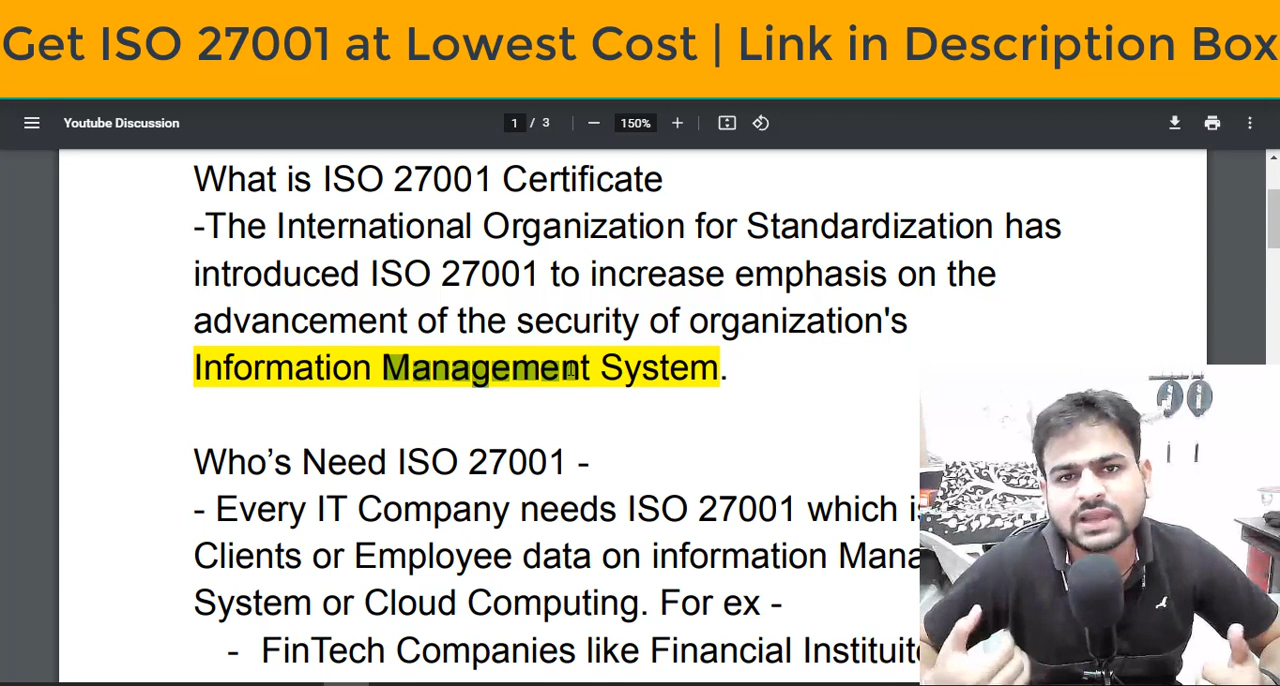 Get ISO 27001 at Lowest Cost | Link in Description Box
Youtube Discussion
1 / 3
150%
What is ISO 27001 Certificate
-The International Organization for Standardization has
introduced ISO 27001 to increase emphasis on the
advancement of the security of organization's
Information Management System.
Who’s Need ISO 27001 -
- Every IT Company needs ISO 27001 which
Clients or Employee data on information
System or Cloud Computing. For ex -
- FinTech Companies like Financial